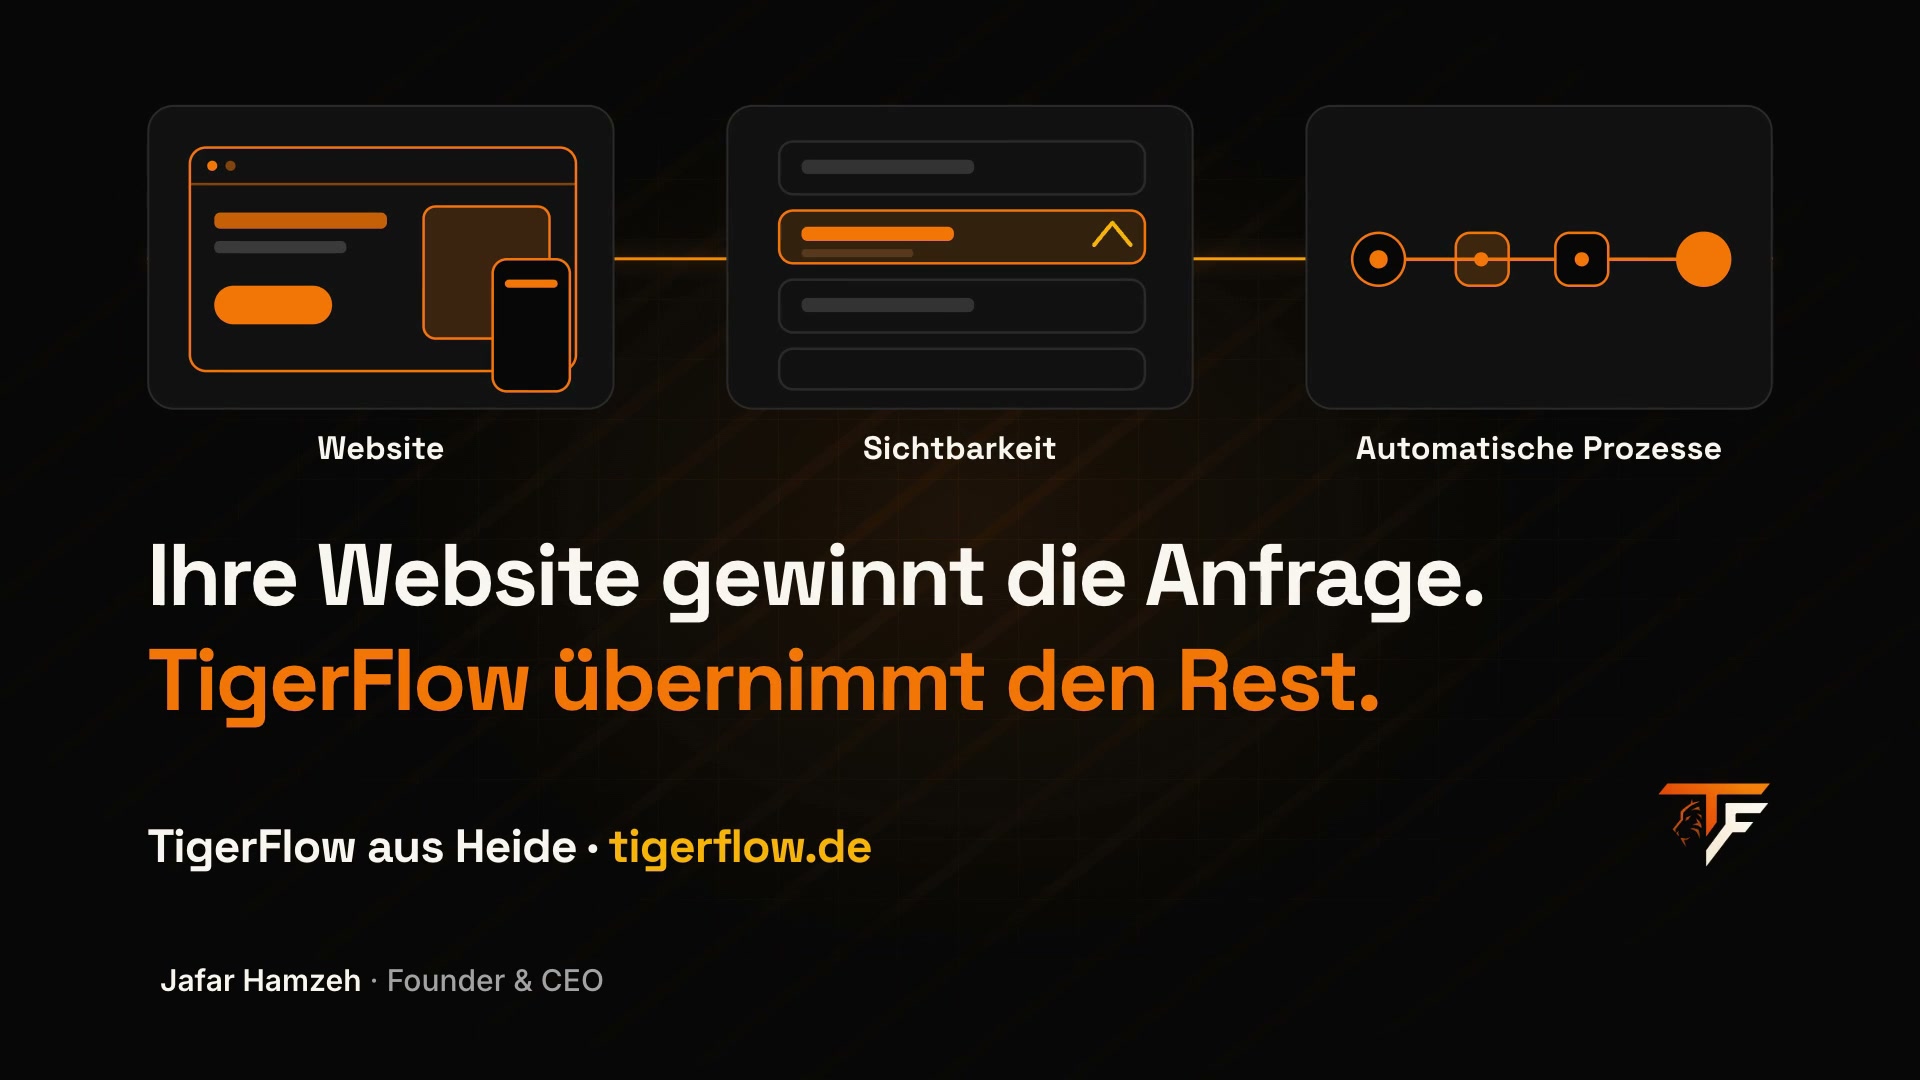 Website
Sichtbarkeit
Automatische Prozesse
Ihre Website gewinnt die Anfrage.
TigerFlow übernimmt den Rest.
TigerFlow aus Heide · tigerflow.de
TF
Jafar Hamzeh · Founder & CEO